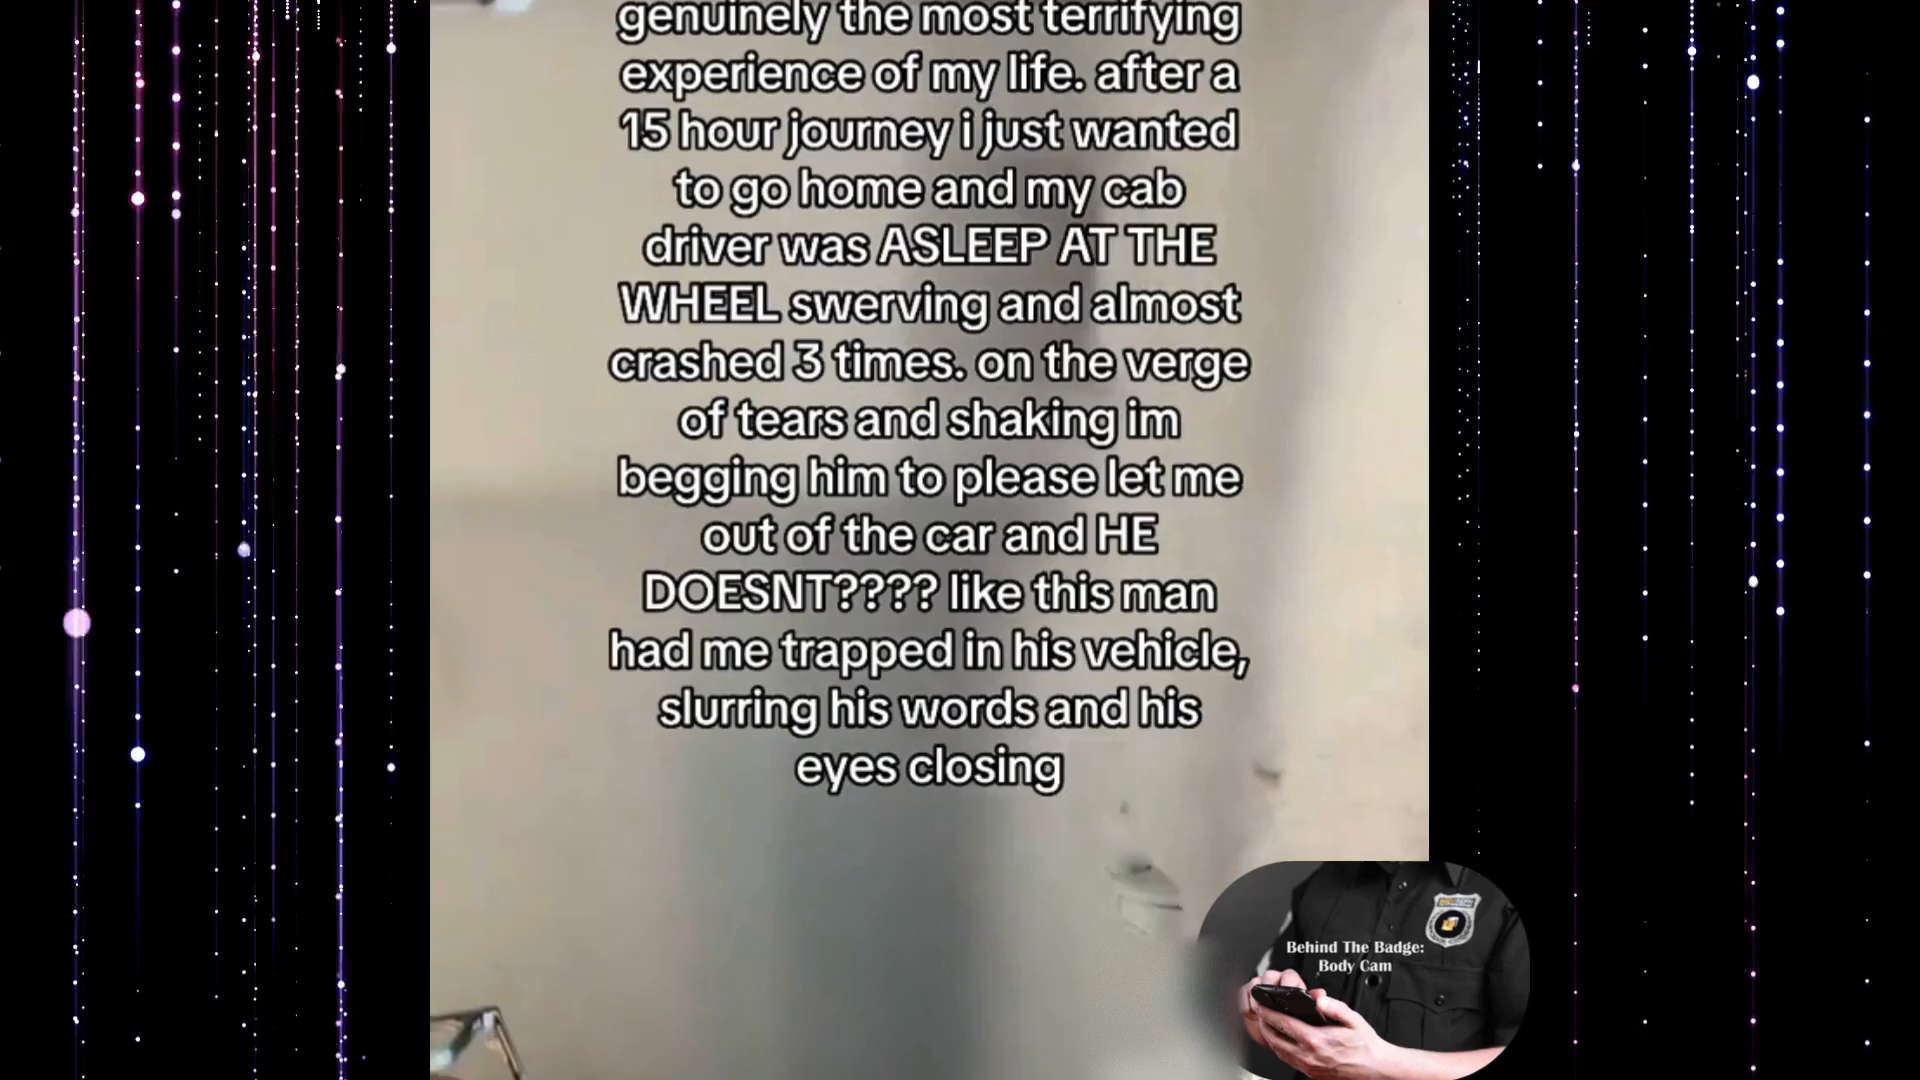 genuinely the most terrifying
experience of my life. after a
15 hour journey i just wanted
to go home and my cab
driver was ASLEEP AT THE
WHEEL swerving and almost
crashed 3 times. on the verge
of tears and shaking im
begging him to please let me
out of the car and HE
DOESNT???? like this man
had me trapped in his vehicle,
slurring his words and his
eyes closing
Behind The Badge:
Body Cam